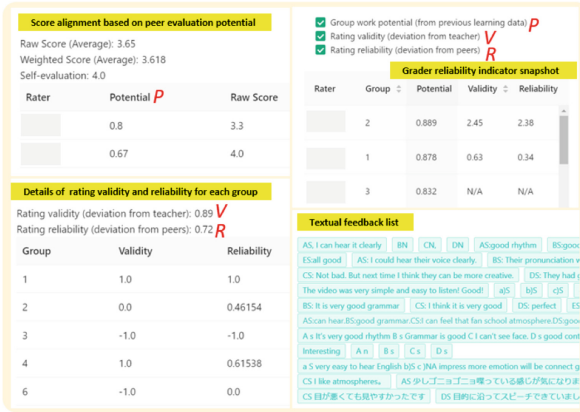 Score alignment based on peer evaluation potential
Raw Score (Average): 3.65
Weighted Score (Average): 3.618
Self-evaluation: 4.0
Rater Potential P Raw Score
0.8 3.3
0.67 4.0
Details of rating validity and reliability for each group
Rating validity (deviation from teacher): 0.89 V
Rating reliability (deviation from peers): 0.72 R
Group Validity Reliability
1 1.0 1.0
2 0.0 0.46154
3 -1.0 -1.0
4 1.0 0.61538
6 -1.0 0.0
Group work potential (from previous learning data) P
Rating validity (deviation from teacher) V
Rating reliability (deviation from peers) R
Grader reliability indicator snapshot
Rater Group Potential Validity Reliability
2 0.889 2.45 2.38
1 0.878 0.63 0.34
3 0.832 N/A N/A
Textual feedback list
AS, I can hear it clearly BN CN, DN AS:good rhythm BS:good
ES:all good AS: I could hear their voice clearly. BS: Their pronunciation w
CS: Not bad. But next time I think they can be more creative. DS: They had g
The video was very simple and easy to listen! Good! a)S b)S c)S
BS: It is very good grammar CS: I think it is very good DS: perfect ES
AS:can hear.BS:good grammar.CS:I can feel that fan school atmosphere.DS:good
A s It's very good rhythm B s Grammar is good C I can't see face. D s good cont
Interesting A n B s C s D s
a S very easy to hear English b)S c )NA impress more emotion will be connect g
CS I like atmospheres。 AS 少しゴニョゴニョ喋っている感じが気になりま
CS 目が悪くても見やすかったです DS 目的に沿ってスピーチできていまし